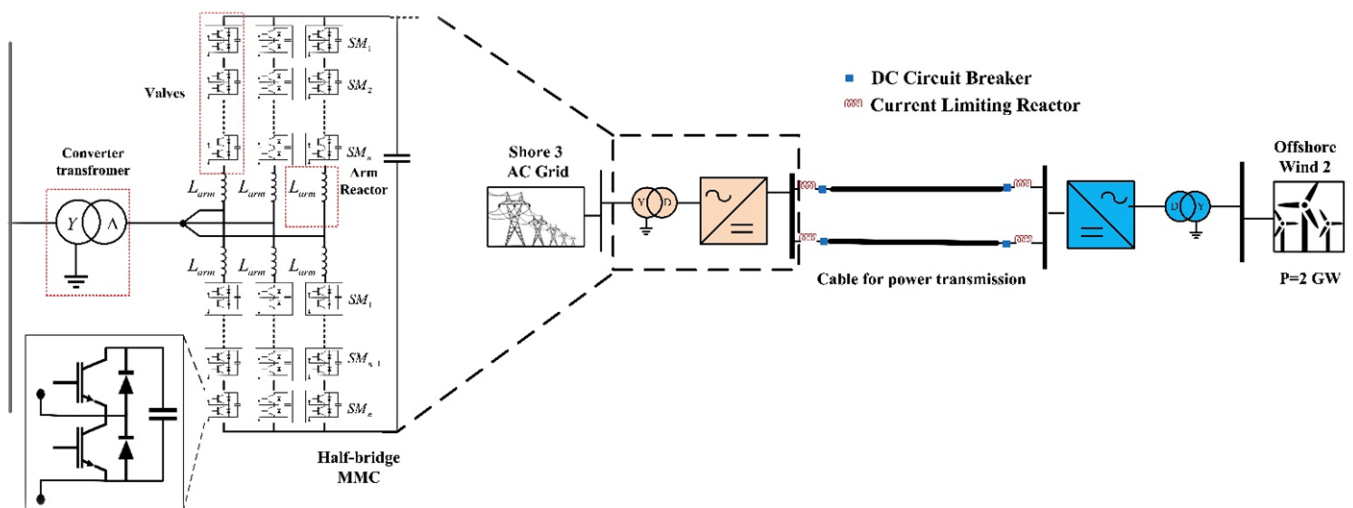 SM₁
Valves
SM₂
Converter
transfromer
SMₙ
Arm
Reactor
Lₐᵣₘ
Lₐᵣₘ
Lₐᵣₘ
Y
Λ
Lₐᵣₘ
Lₐᵣₘ
Lₐᵣₘ
SM₁
SMₙ
Half-bridge
MMC
DC Circuit Breaker
Current Limiting Reactor
Shore 3
AC Grid
Y
D
Cable for power transmission
D
Y
Offshore
Wind 2
P=2 GW